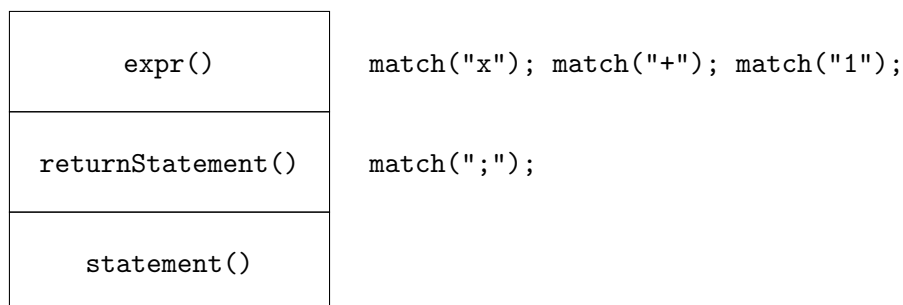 expr() match("x"); match("+"); match("1");
returnStatement() match(";");
statement()